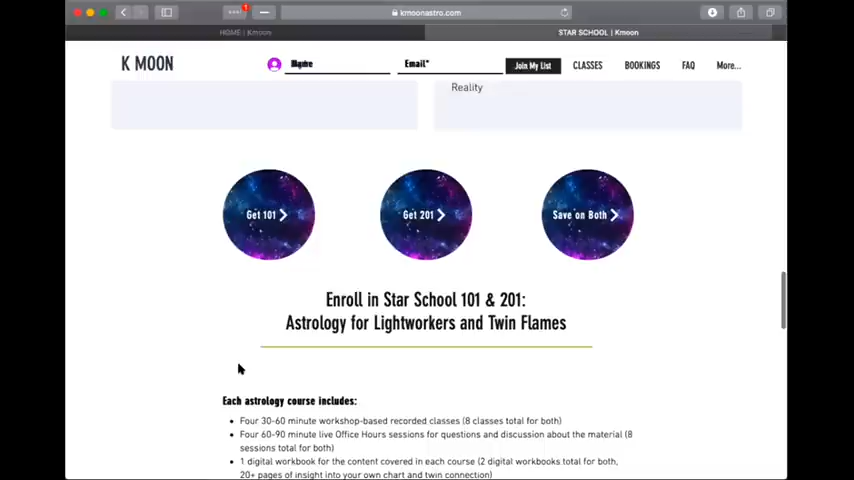 kmoonastro.com
HOME | Kmoon
STAR SCHOOL | Kmoon
K MOON
Email*
Join My List
CLASSES
BOOKINGS
FAQ
More...
Reality
Get 101
Get 201
Save on Both
Enroll in Star School 101 & 201:
Astrology for Lightworkers and Twin Flames
Each astrology course includes:
Four 30-60 minute workshop-based recorded classes (8 classes total for both)
Four 60-90 minute live Office Hours sessions for questions and discussion about the material (8
sessions total for both)
1 digital workbook for the content covered in each course (2 digital workbooks total for both,
20+ pages of insight into your own chart and twin connection)